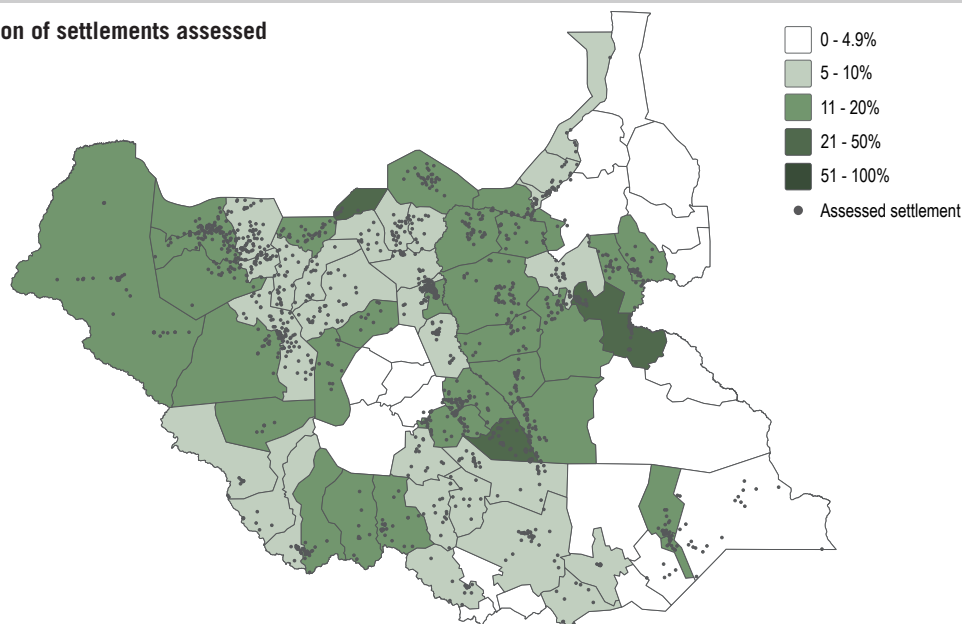 on of settlements assessed
0 - 4.9%
5 - 10%
11 - 20%
21 - 50%
51 - 100%
Assessed settlement